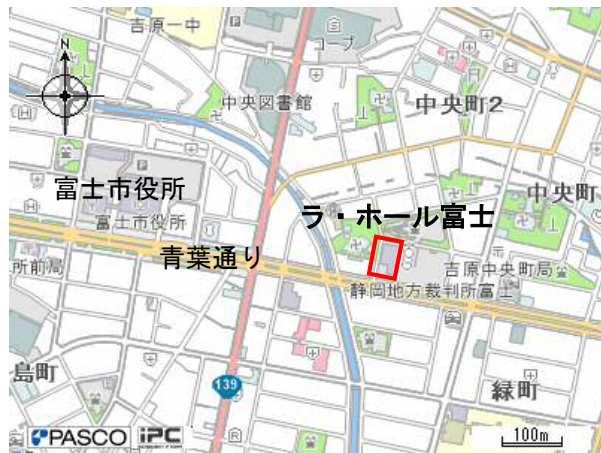 吉原一中
コープ
N
中央図書館
中央町2
富士市役所
富士市役所
ラ・ホール富士
中央町
青葉通り
吉原中央町局
所前局
静岡地方裁判所富士
島町
139
緑町
PASCO iPC
100m